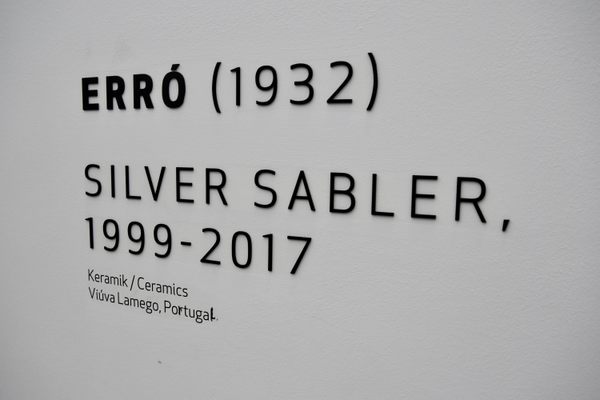 ERRÓ (1932)
SILVER SABLER,
1999-2017
Keramik / Ceramics
Viúva Lamego, Portugal.